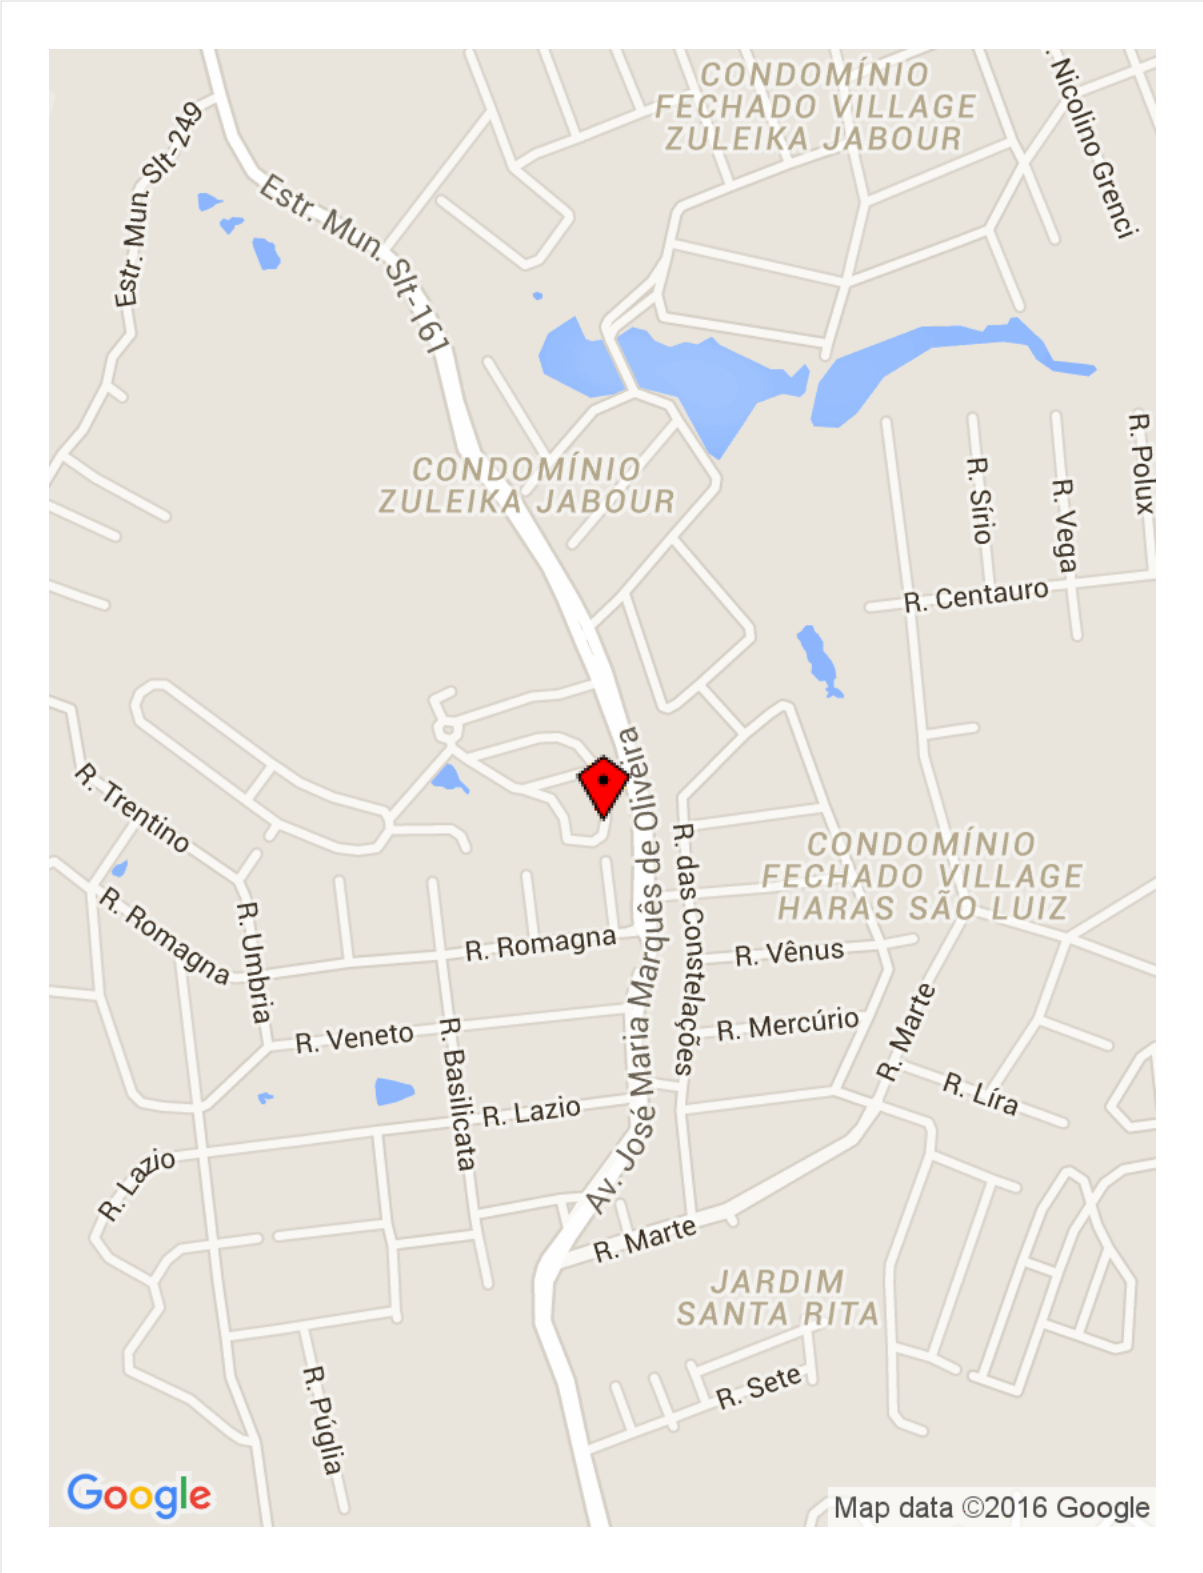 CONDOMÍNIO
FECHADO VILLAGE
ZULEIKA JABOUR
Nicolino Grenci
Estr. Mun. Slt-249
Estr. Mun. Slt-161
CONDOMÍNIO
ZULEIKA JABOUR
R. Sírio
R. Vega
R. Polux
R. Centauro
R. Trentino
R. Romagna
R. Umbria
R. Romagna
R. Veneto
R. Basilicata
R. Lazio
R. Lazio
Av. José Maria Marquês de Oliveira
R. das Constelações
CONDOMÍNIO
FECHADO VILLAGE
HARAS SÃO LUIZ
R. Vênus
R. Mercúrio
R. Marte
R. Líra
R. Marte
JARDIM
SANTA RITA
R. Sete
R. Púglia
Google
Map data ©2016 Google